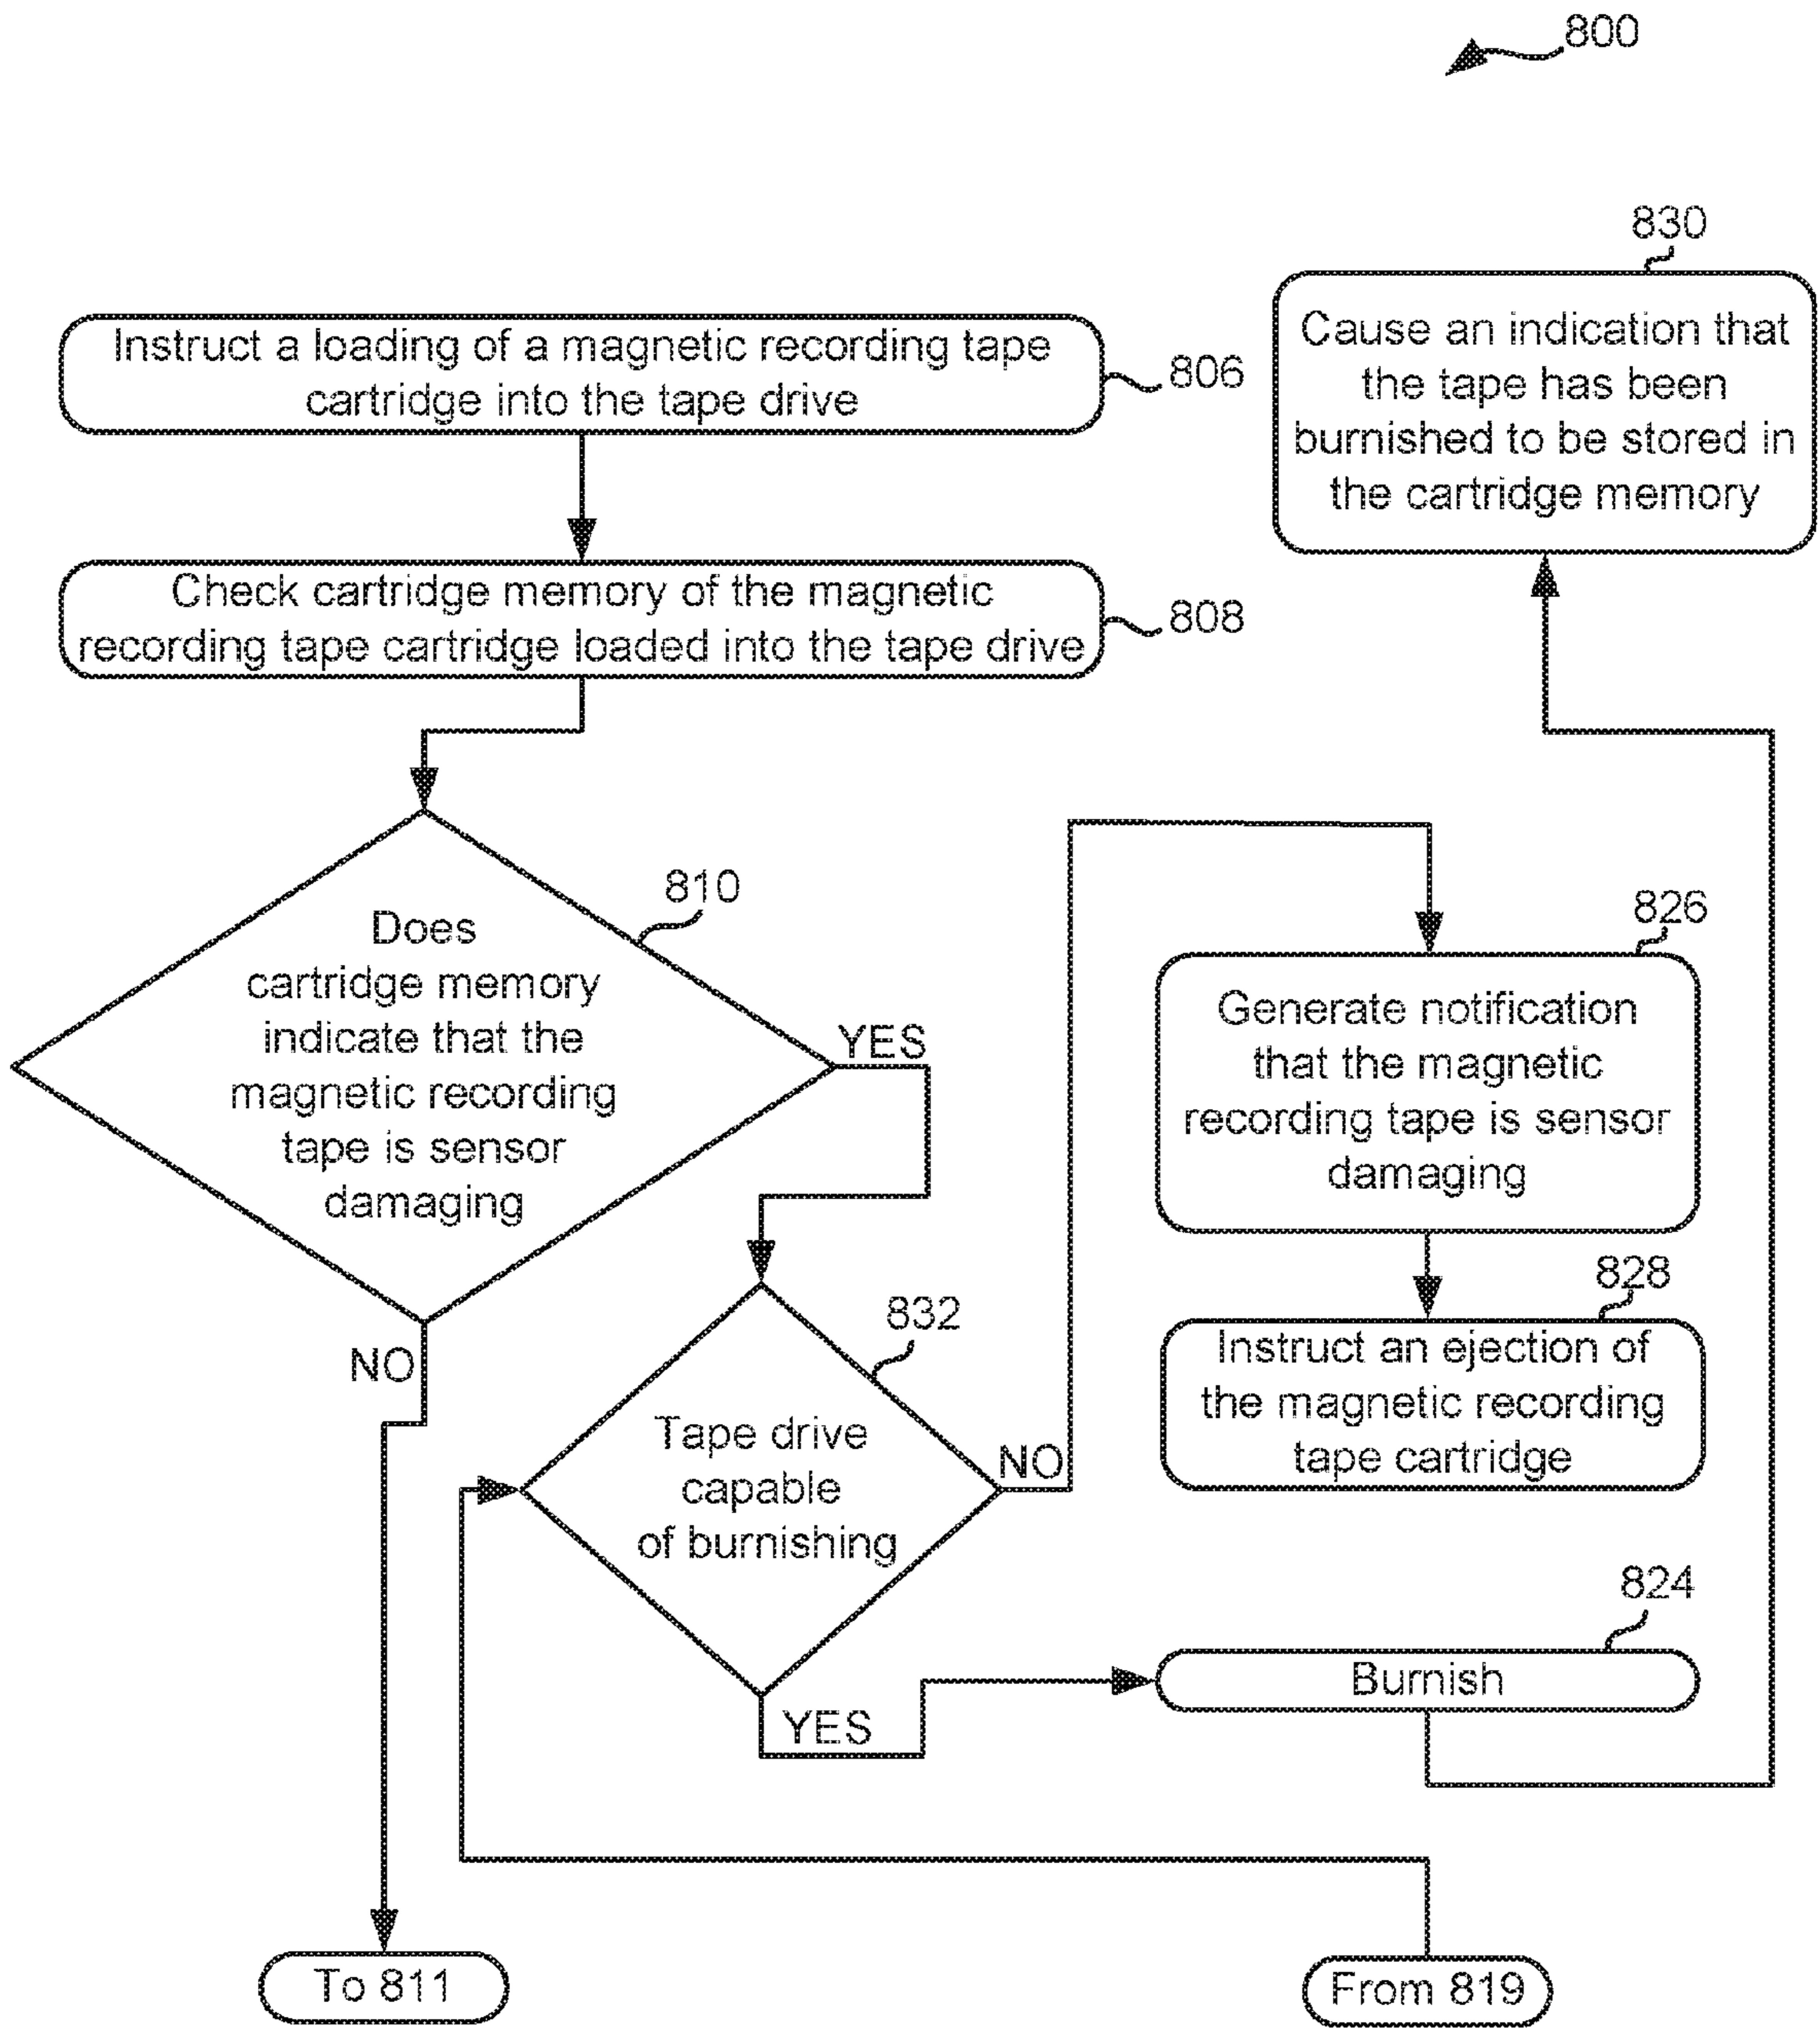 800
830
Cause an indication that
the tape has been
burnished to be stored in
the cartridge memory
Instruct a loading of a magnetic recording tape
cartridge into the tape drive
806
Check cartridge memory of the magnetic
recording tape cartridge loaded into the tape drive
808
810
Does
cartridge memory
indicate that the
magnetic recording
tape is sensor
damaging
YES
NO
826
Generate notification
that the magnetic
recording tape is sensor
damaging
828
Instruct an ejection of
the magnetic recording
tape cartridge
832
Tape drive
capable
of burnishing
NO
YES
824
Burnish
To 811
From 819